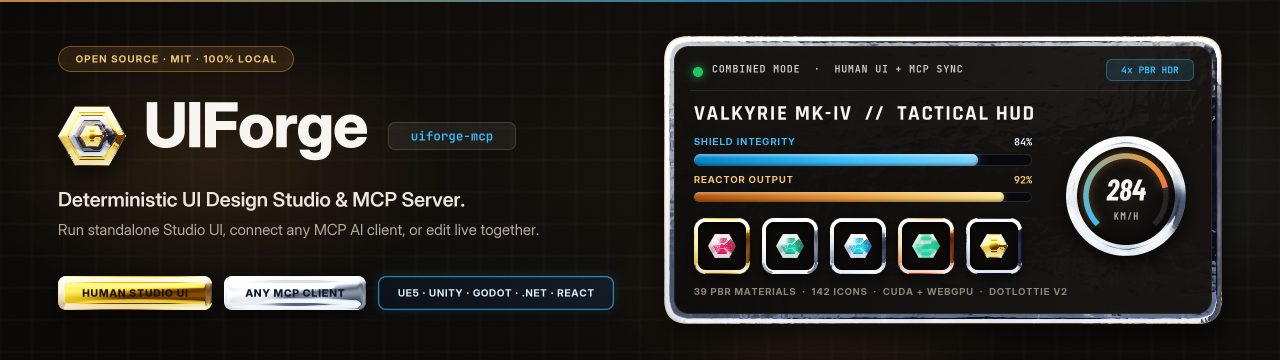 OPEN SOURCE · MIT · 100% LOCAL
UIForge
uiforge-mcp
Deterministic UI Design Studio & MCP Server.
Run standalone Studio UI, connect any MCP AI client, or edit live together.
HUMAN STUDIO UI
ANY MCP CLIENT
UE5 · UNITY · GODOT · .NET · REACT
COMBINED MODE · HUMAN UI + MCP SYNC
4x PBR HDR
VALKYRIE MK-IV // TACTICAL HUD
SHIELD INTEGRITY 84%
REACTOR OUTPUT 92%
284
KM/H
39 PBR MATERIALS · 142 ICONS · CUDA + WEBGPU · DOTLOTTIE V2